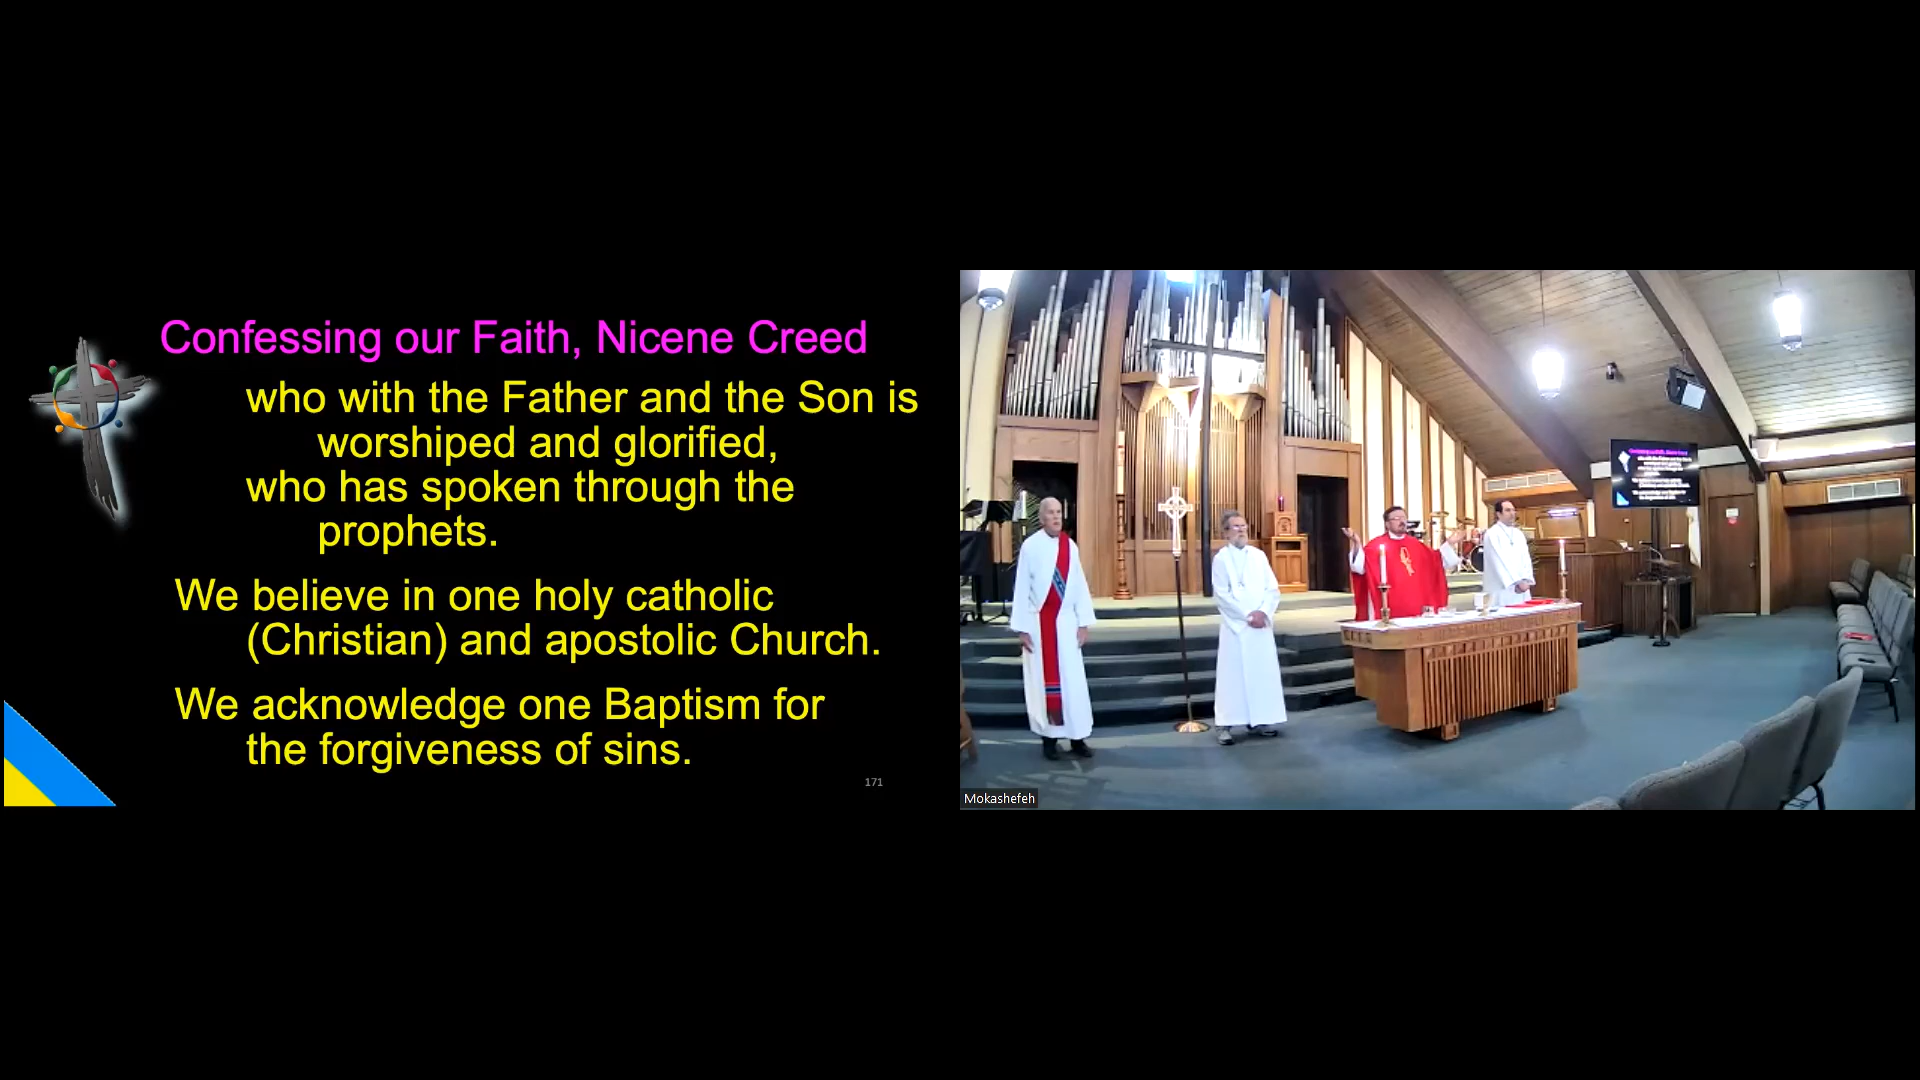 Confessing our Faith, Nicene Creed
who with the Father and the Son is
worshiped and glorified,
who has spoken through the
prophets.
We believe in one holy catholic
(Christian) and apostolic Church.
We acknowledge one Baptism for
the forgiveness of sins.
171
Mokashefeh